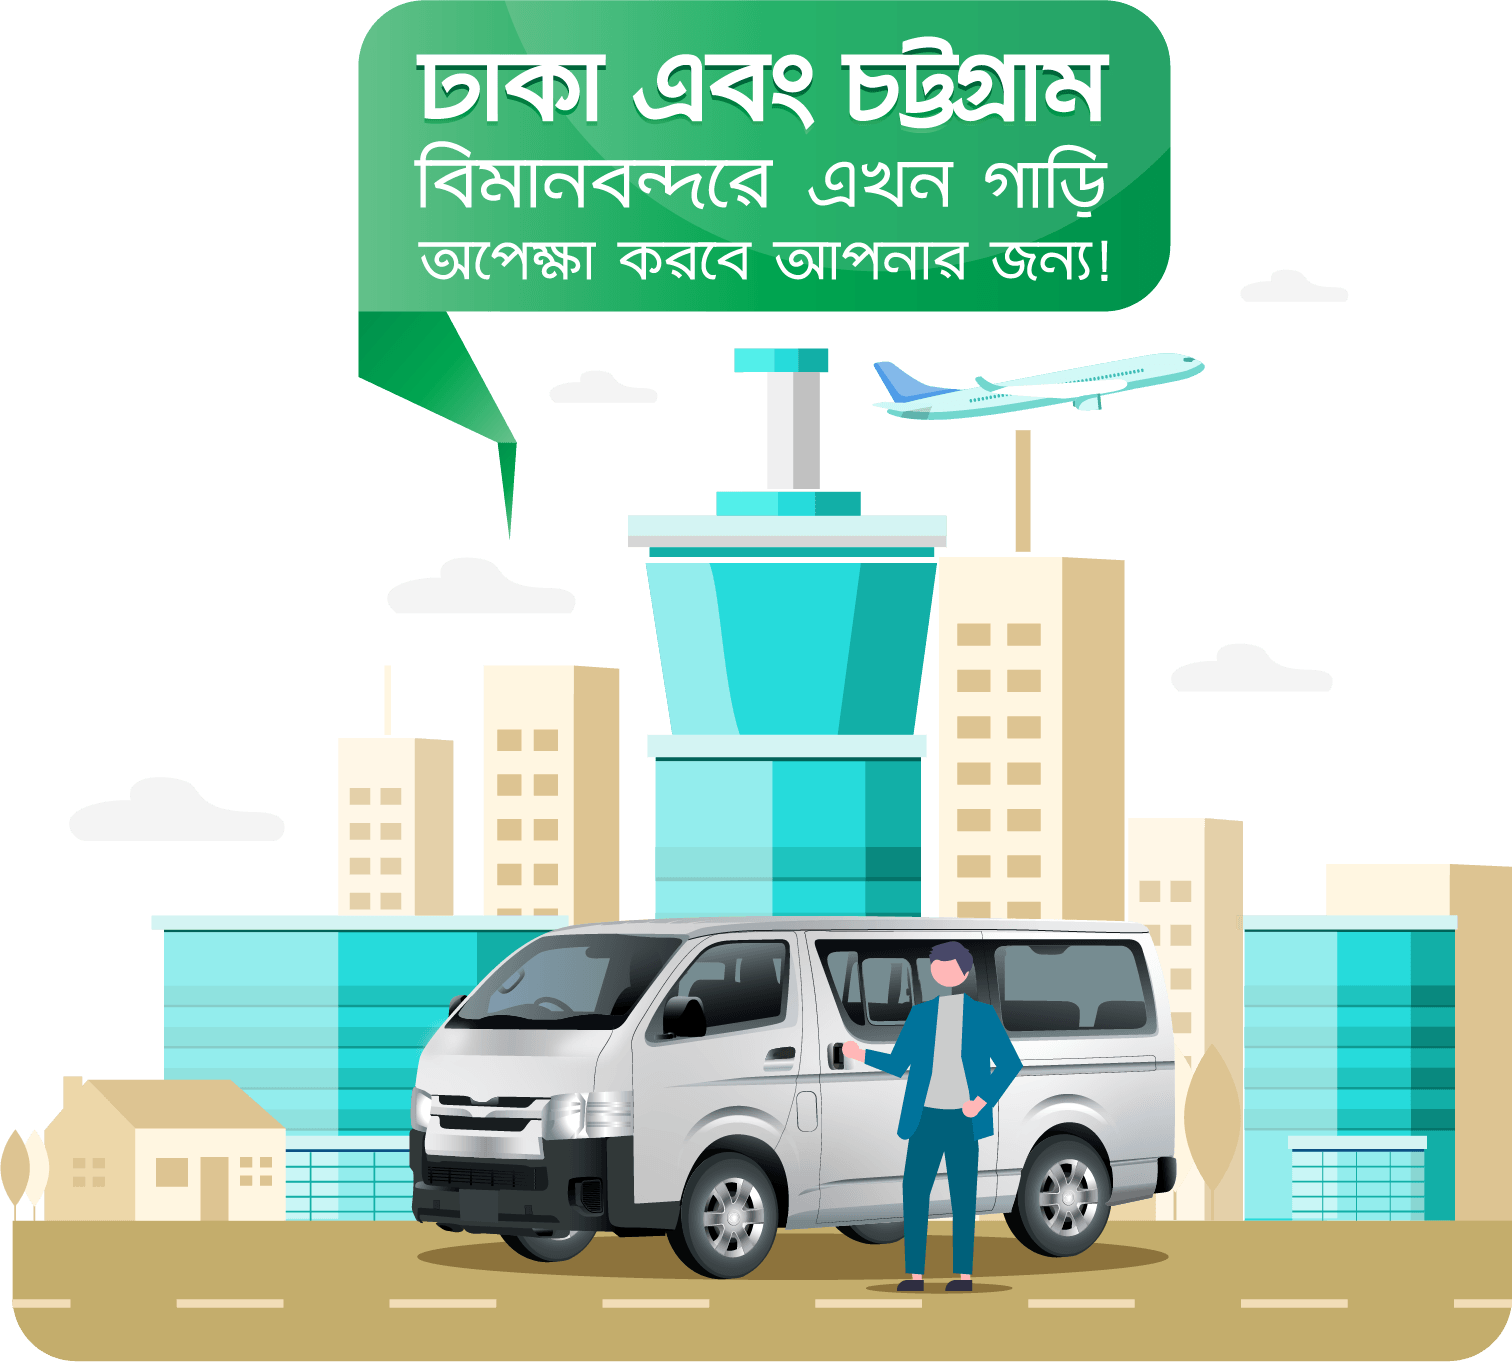 ঢাকা এবং চট্টগ্রাম
বিমানবন্দরে এখন গাড়ি
অপেক্ষা করবে আপনার জন্য!